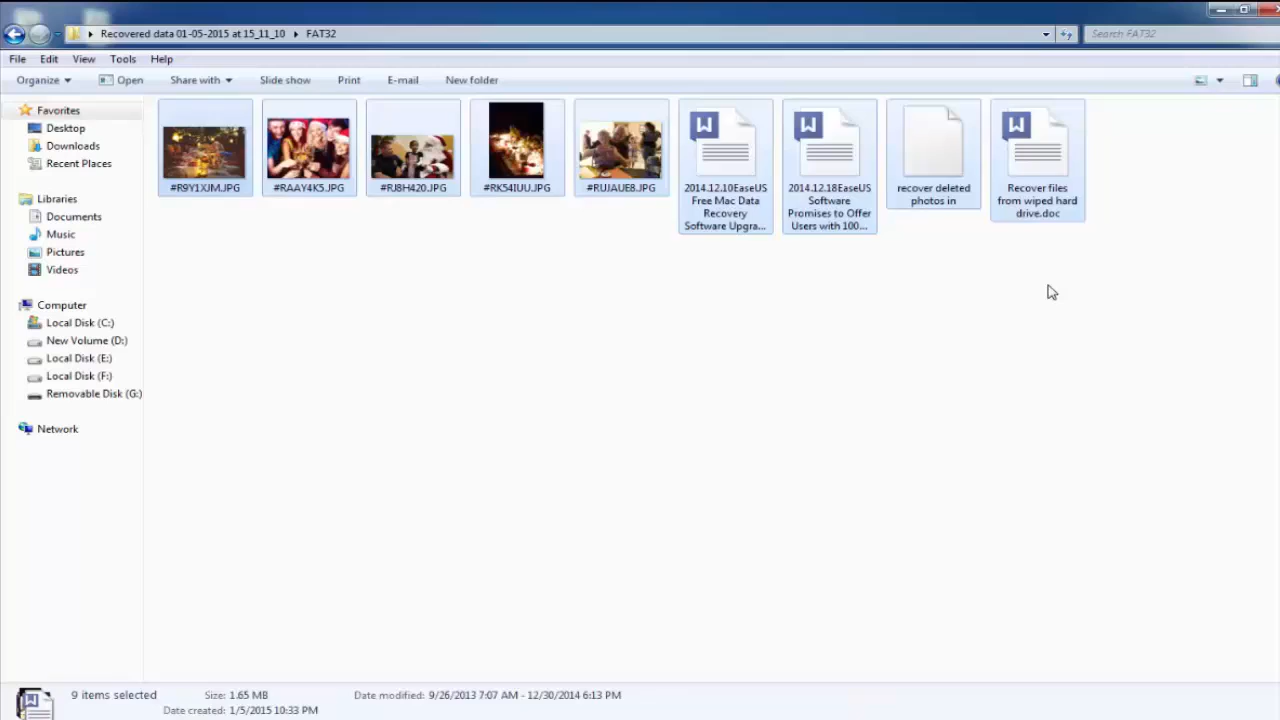 Recovered data 01-05-2015 at 15_11_10 ▸ FAT32
Search FAT32
File Edit View Tools Help
Organize Open Share with Slide show Print E-mail New folder
Favorites
Desktop
Downloads
Recent Places
Libraries
Documents
Music
Pictures
Videos
Computer
Local Disk (C:)
New Volume (D:)
Local Disk (E:)
Local Disk (F:)
Removable Disk (G:)
Network
#R9Y1XJM.JPG
#RAAY4K5.JPG
#RJ8H420.JPG
#RK54IUU.JPG
#RUJAUE8.JPG
2014.12.10EaseUS
Free Mac Data
Recovery
Software Upgra...
2014.12.18EaseUS
Software
Promises to Offer
Users with 100...
recover deleted
photos in
Recover files
from wiped hard
drive.doc
9 items selected Size: 1.65 MB Date modified: 9/26/2013 7:07 AM - 12/30/2014 6:13 PM
Date created: 1/5/2015 10:33 PM